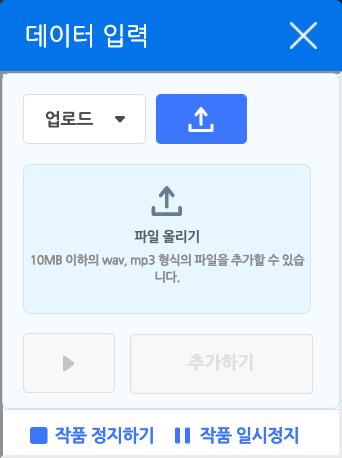 데이터 입력
업로드
파일 올리기
10MB 이하의 wav, mp3 형식의 파일을 추가할 수 있습
니다.
추가하기
작품 정지하기 작품 일시정지